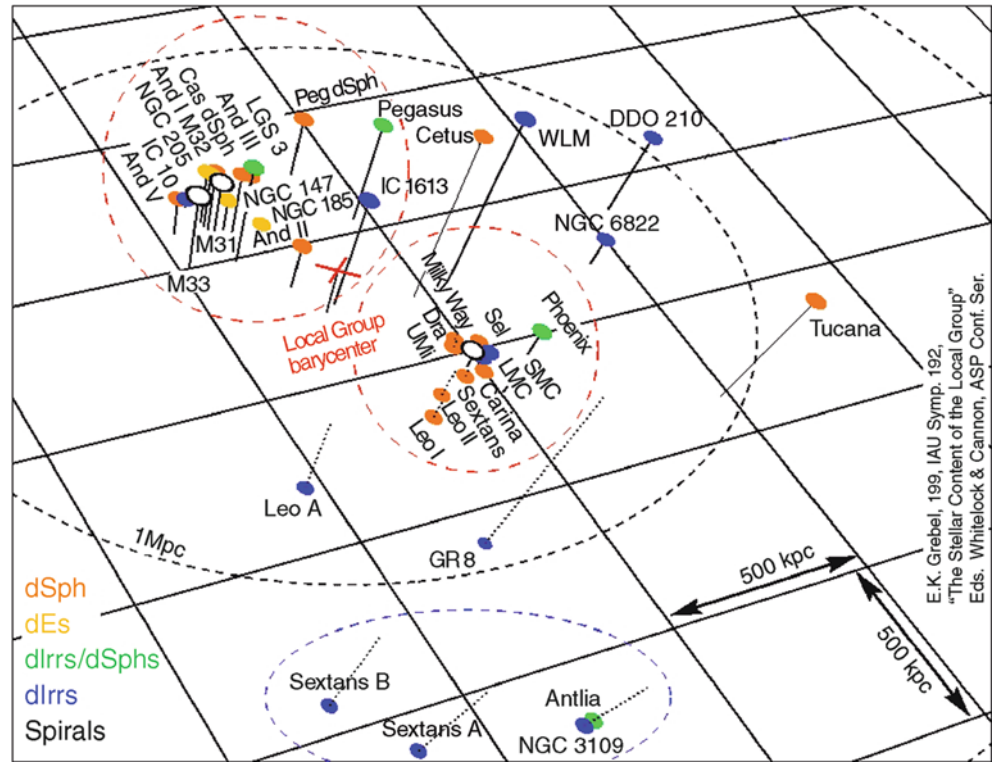 Peg dSph
Pegasus
Cetus
WLM
DDO 210
LGS 3
And III
Cas dSph
And I M32
NGC 205
IC 10
And V
NGC 147
NGC 185
And II
M31
M33
IC 1613
NGC 6822
Local Group
barycenter
Milky Way
Dra
UMi
Sel
Phoenix
SMC
LMC
Carina
Sextans
Leo II
Leo I
Tucana
Leo A
GR 8
1Mpc
500 kpc
500 kpc
dSph
dEs
dIrrs/dSphs
dIrrs
Spirals
Sextans B
Sextans A
Antlia
NGC 3109
E.K. Grebel, 199, IAU Symp. 192,
"The Stellar Content of the Local Group"
Eds. Whitelock & Cannon, ASP Conf. Ser.